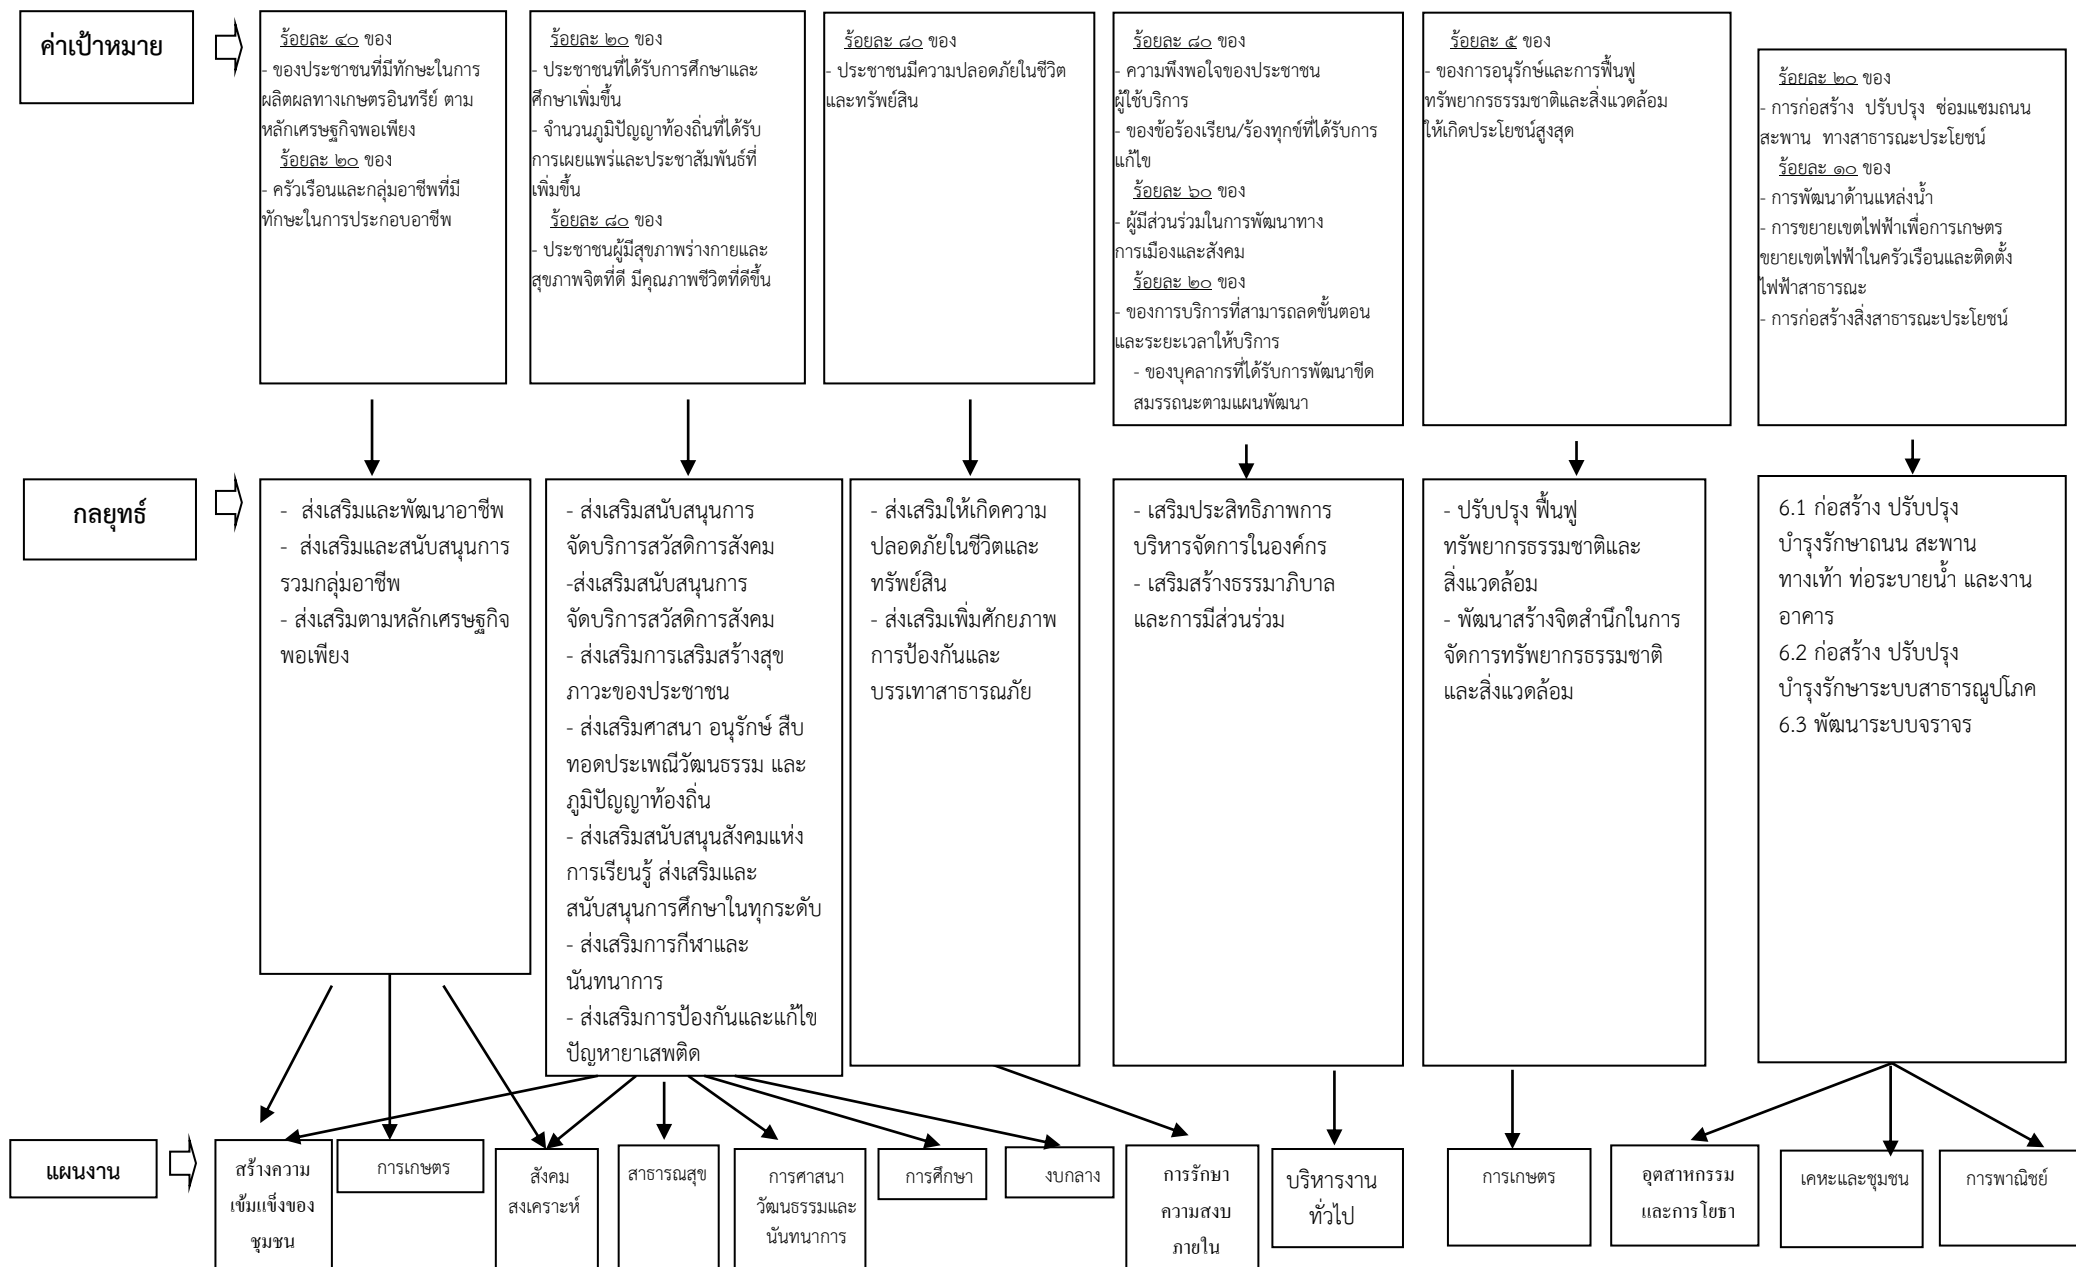 ค่าเป้าหมาย
ร้อยละ ๔๐ ของ
- ของประชาชนที่มีทักษะในการ
ผลิตผลทางเกษตรอินทรีย์ ตาม
หลักเศรษฐกิจพอเพียง
ร้อยละ ๒๐ ของ
- ครัวเรือนและกลุ่มอาชีพที่มี
ทักษะในการประกอบอาชีพ
ร้อยละ ๒๐ ของ
- ประชาชนที่ได้รับการศึกษาและ
ศึกษาเพิ่มขึ้น
- จำนวนภูมิปัญญาท้องถิ่นที่ได้รับ
การเผยแพร่และประชาสัมพันธ์ที่
เพิ่มขึ้น
ร้อยละ ๘๐ ของ
- ประชาชนผู้มีสุขภาพร่างกายและ
สุขภาพจิตที่ดี มีคุณภาพชีวิตที่ดีขึ้น
ร้อยละ ๘๐ ของ
- ประชาชนมีความปลอดภัยในชีวิต
และทรัพย์สิน
ร้อยละ ๘๐ ของ
- ความพึงพอใจของประชาชน
ผู้ใช้บริการ
- ของข้อร้องเรียน/ร้องทุกข์ที่ได้รับการ
แก้ไข
ร้อยละ ๖๐ ของ
- ผู้มีส่วนร่วมในการพัฒนาทาง
การเมืองและสังคม
ร้อยละ ๒๐ ของ
- ของการบริการที่สามารถลดขั้นตอน
และระยะเวลาให้บริการ
- ของบุคลากรที่ได้รับการพัฒนาขีด
สมรรถนะตามแผนพัฒนา
ร้อยละ ๕ ของ
- ของการอนุรักษ์และการฟื้นฟู
ทรัพยากรธรรมชาติและสิ่งแวดล้อม
ให้เกิดประโยชน์สูงสุด
ร้อยละ ๒๐ ของ
- การก่อสร้าง ปรับปรุง ซ่อมแซมถนน
สะพาน ทางสาธารณะประโยชน์
ร้อยละ ๑๐ ของ
- การพัฒนาด้านแหล่งน้ำ
- การขยายเขตไฟฟ้าเพื่อการเกษตร
ขยายเขตไฟฟ้าในครัวเรือนและติดตั้ง
ไฟฟ้าสาธารณะ
- การก่อสร้างสิ่งสาธารณะประโยชน์
กลยุทธ์
- ส่งเสริมและพัฒนาอาชีพ
- ส่งเสริมและสนับสนุนการ
รวมกลุ่มอาชีพ
- ส่งเสริมตามหลักเศรษฐกิจ
พอเพียง
- ส่งเสริมสนับสนุนการ
จัดบริการสวัสดิการสังคม
-ส่งเสริมสนับสนุนการ
จัดบริการสวัสดิการสังคม
- ส่งเสริมการเสริมสร้างสุข
ภาวะของประชาชน
- ส่งเสริมศาสนา อนุรักษ์ สืบ
ทอดประเพณีวัฒนธรรม และ
ภูมิปัญญาท้องถิ่น
- ส่งเสริมสนับสนุนสังคมแห่ง
การเรียนรู้ ส่งเสริมและ
สนับสนุนการศึกษาในทุกระดับ
- ส่งเสริมการกีฬาและ
นันทนาการ
- ส่งเสริมการป้องกันและแก้ไข
ปัญหายาเสพติด
- ส่งเสริมให้เกิดความ
ปลอดภัยในชีวิตและ
ทรัพย์สิน
- ส่งเสริมเพิ่มศักยภาพ
การป้องกันและ
บรรเทาสาธารณภัย
- เสริมประสิทธิภาพการ
บริหารจัดการในองค์กร
- เสริมสร้างธรรมาภิบาล
และการมีส่วนร่วม
- ปรับปรุง ฟื้นฟู
ทรัพยากรธรรมชาติและ
สิ่งแวดล้อม
- พัฒนาสร้างจิตสำนึกในการ
จัดการทรัพยากรธรรมชาติ
และสิ่งแวดล้อม
6.1 ก่อสร้าง ปรับปรุง
บำรุงรักษาถนน สะพาน
ทางเท้า ท่อระบายน้ำ และงาน
อาคาร
6.2 ก่อสร้าง ปรับปรุง
บำรุงรักษาระบบสาธารณูปโภค
6.3 พัฒนาระบบจราจร
แผนงาน
สร้างความ
เข้มแข็งของ
ชุมชน
การเกษตร
สังคม
สงเคราะห์
สาธารณสุข
การศาสนา
วัฒนธรรมและ
นันทนาการ
การศึกษา
งบกลาง
การรักษา
ความสงบ
ภายใน
บริหารงาน
ทั่วไป
การเกษตร
อุตสาหกรรม
และการโยธา
เคหะและชุมชน
การพาณิชย์